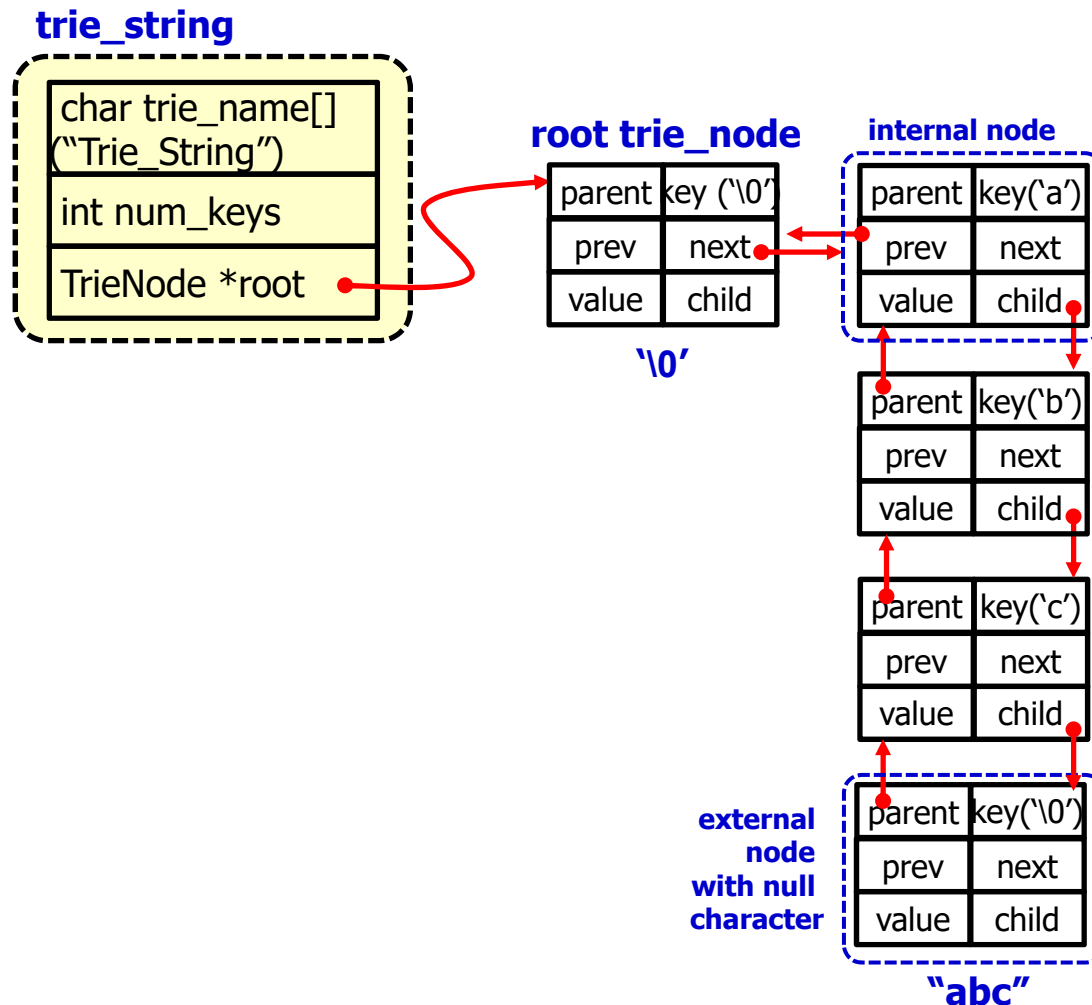 trie_string
char trie_name[]
(“Trie_String”)
int num_keys
TrieNode *root
root trie_node
parent key (‘\0’)
prev next
value child
‘\0’
internal node
parent key(‘a’)
prev next
value child
parent key(‘b’)
prev next
value child
parent key(‘c’)
prev next
value child
external
node
with null
character
parent key(‘\0’)
prev next
value child
“abc”